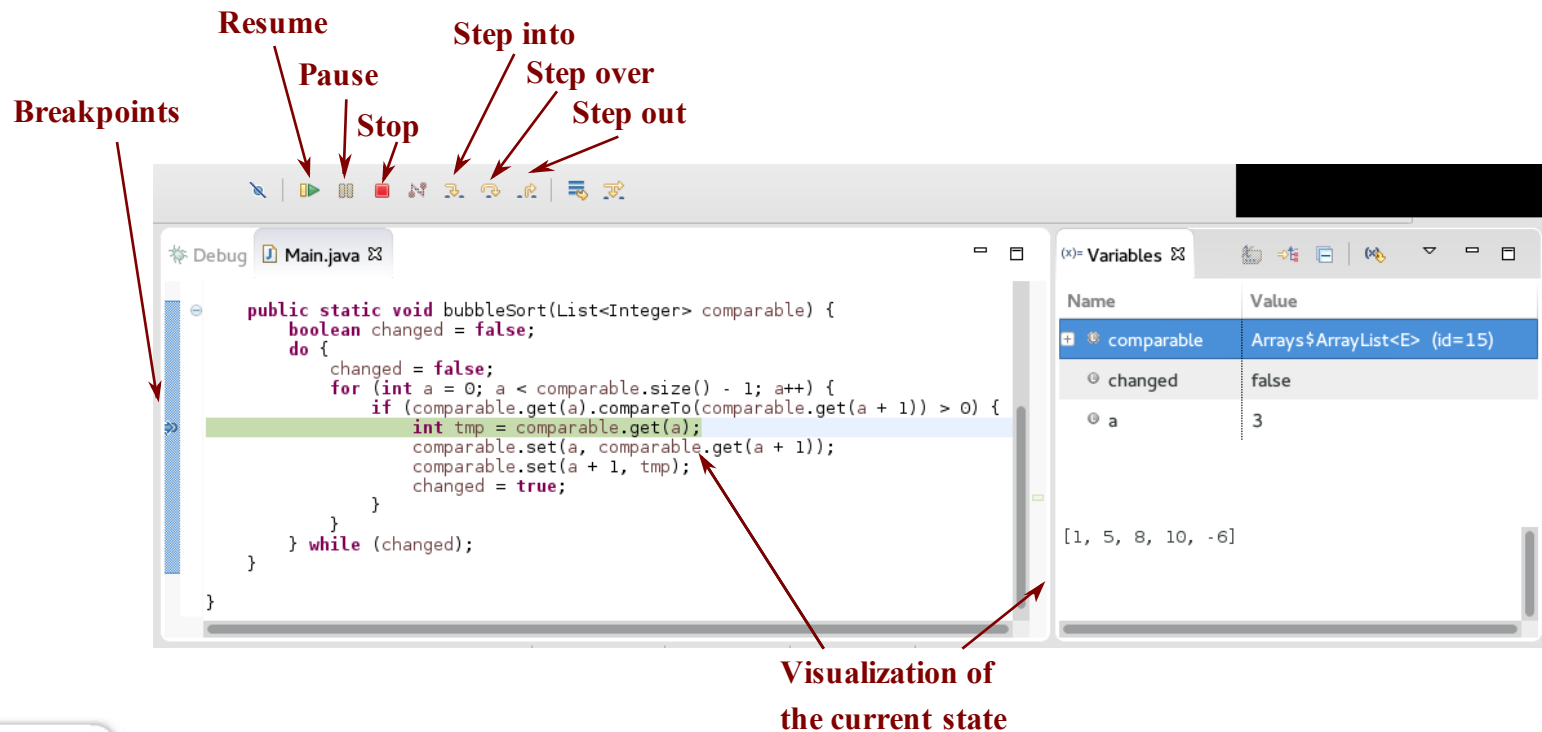 Resume
Step into
Pause
Step over
Breakpoints
Stop
Step out
Debug
Main.java
(x)= Variables
Name Value
public static void bubbleSort(List<Integer> comparable) {
boolean changed = false;
do {
changed = false;
for (int a = 0; a < comparable.size() - 1; a++) {
if (comparable.get(a).compareTo(comparable.get(a + 1)) > 0) {
int tmp = comparable.get(a);
comparable.set(a, comparable.get(a + 1));
comparable.set(a + 1, tmp);
changed = true;
}
}
} while (changed);
}
}
comparable Arrays$ArrayList<E> (id=15)
changed false
a 3
[1, 5, 8, 10, -6]
Visualization of
the current state